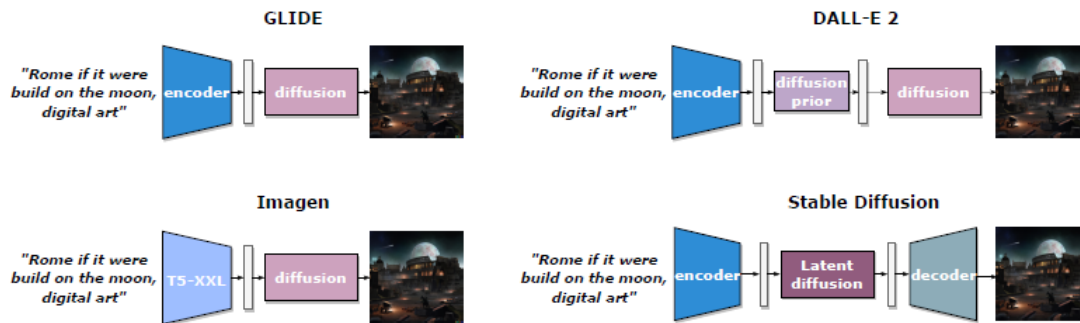 GLIDE
"Rome if it were
build on the moon,
digital art"
encoder
diffusion
DALL-E 2
"Rome if it were
build on the moon,
digital art"
encoder
diffusion
prior
diffusion
Imagen
"Rome if it were
build on the moon,
digital art"
T5-XXL
diffusion
Stable Diffusion
"Rome if it were
build on the moon,
digital art"
encoder
Latent
diffusion
decoder